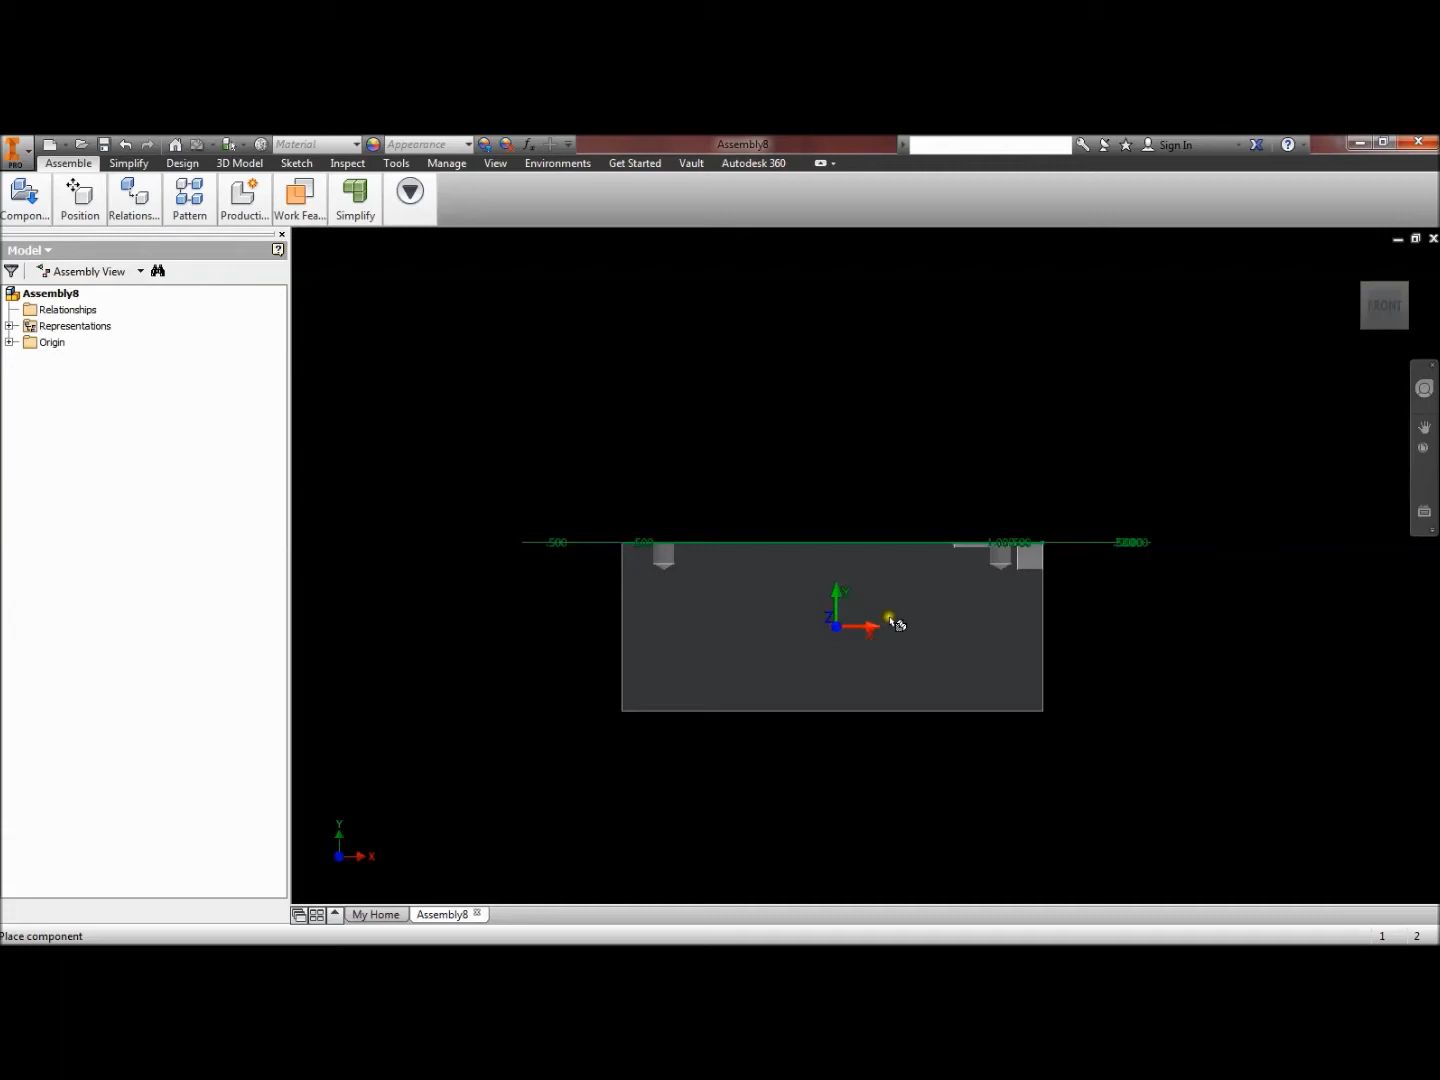 Material
Appearance
Assembly8
Sign In
PRO
Assemble
Simplify
Design
3D Model
Sketch
Inspect
Tools
Manage
View
Environments
Get Started
Vault
Autodesk 360
Compon...
Position
Relations...
Pattern
Producti...
Work Fea...
Simplify
Model
Assembly View
Assembly8
Relationships
Representations
Origin
FRONT
.500
.500
Y
Z
X
Y
X
My Home
Assembly8
Place component
1
2